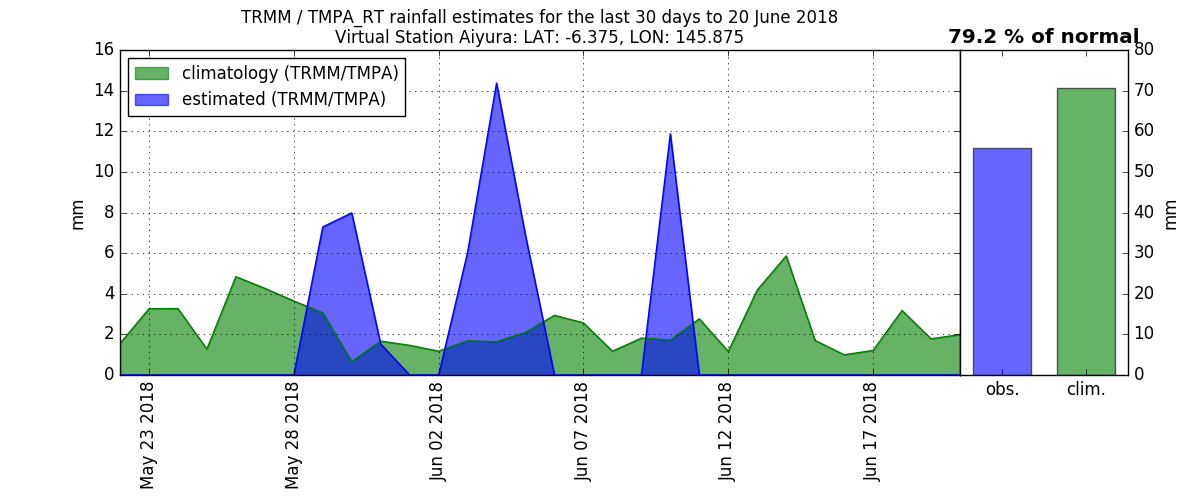 TRMM / TMPA_RT rainfall estimates for the last 30 days to 20 June 2018
Virtual Station Aiyura: LAT: -6.375, LON: 145.875
79.2 % of normal
climatology (TRMM/TMPA)
estimated (TRMM/TMPA)
mm
16
14
12
10
8
6
4
2
0
May 23 2018
May 28 2018
Jun 02 2018
Jun 07 2018
Jun 12 2018
Jun 17 2018
obs.
clim.
80
70
60
50
40
30
20
10
0
mm